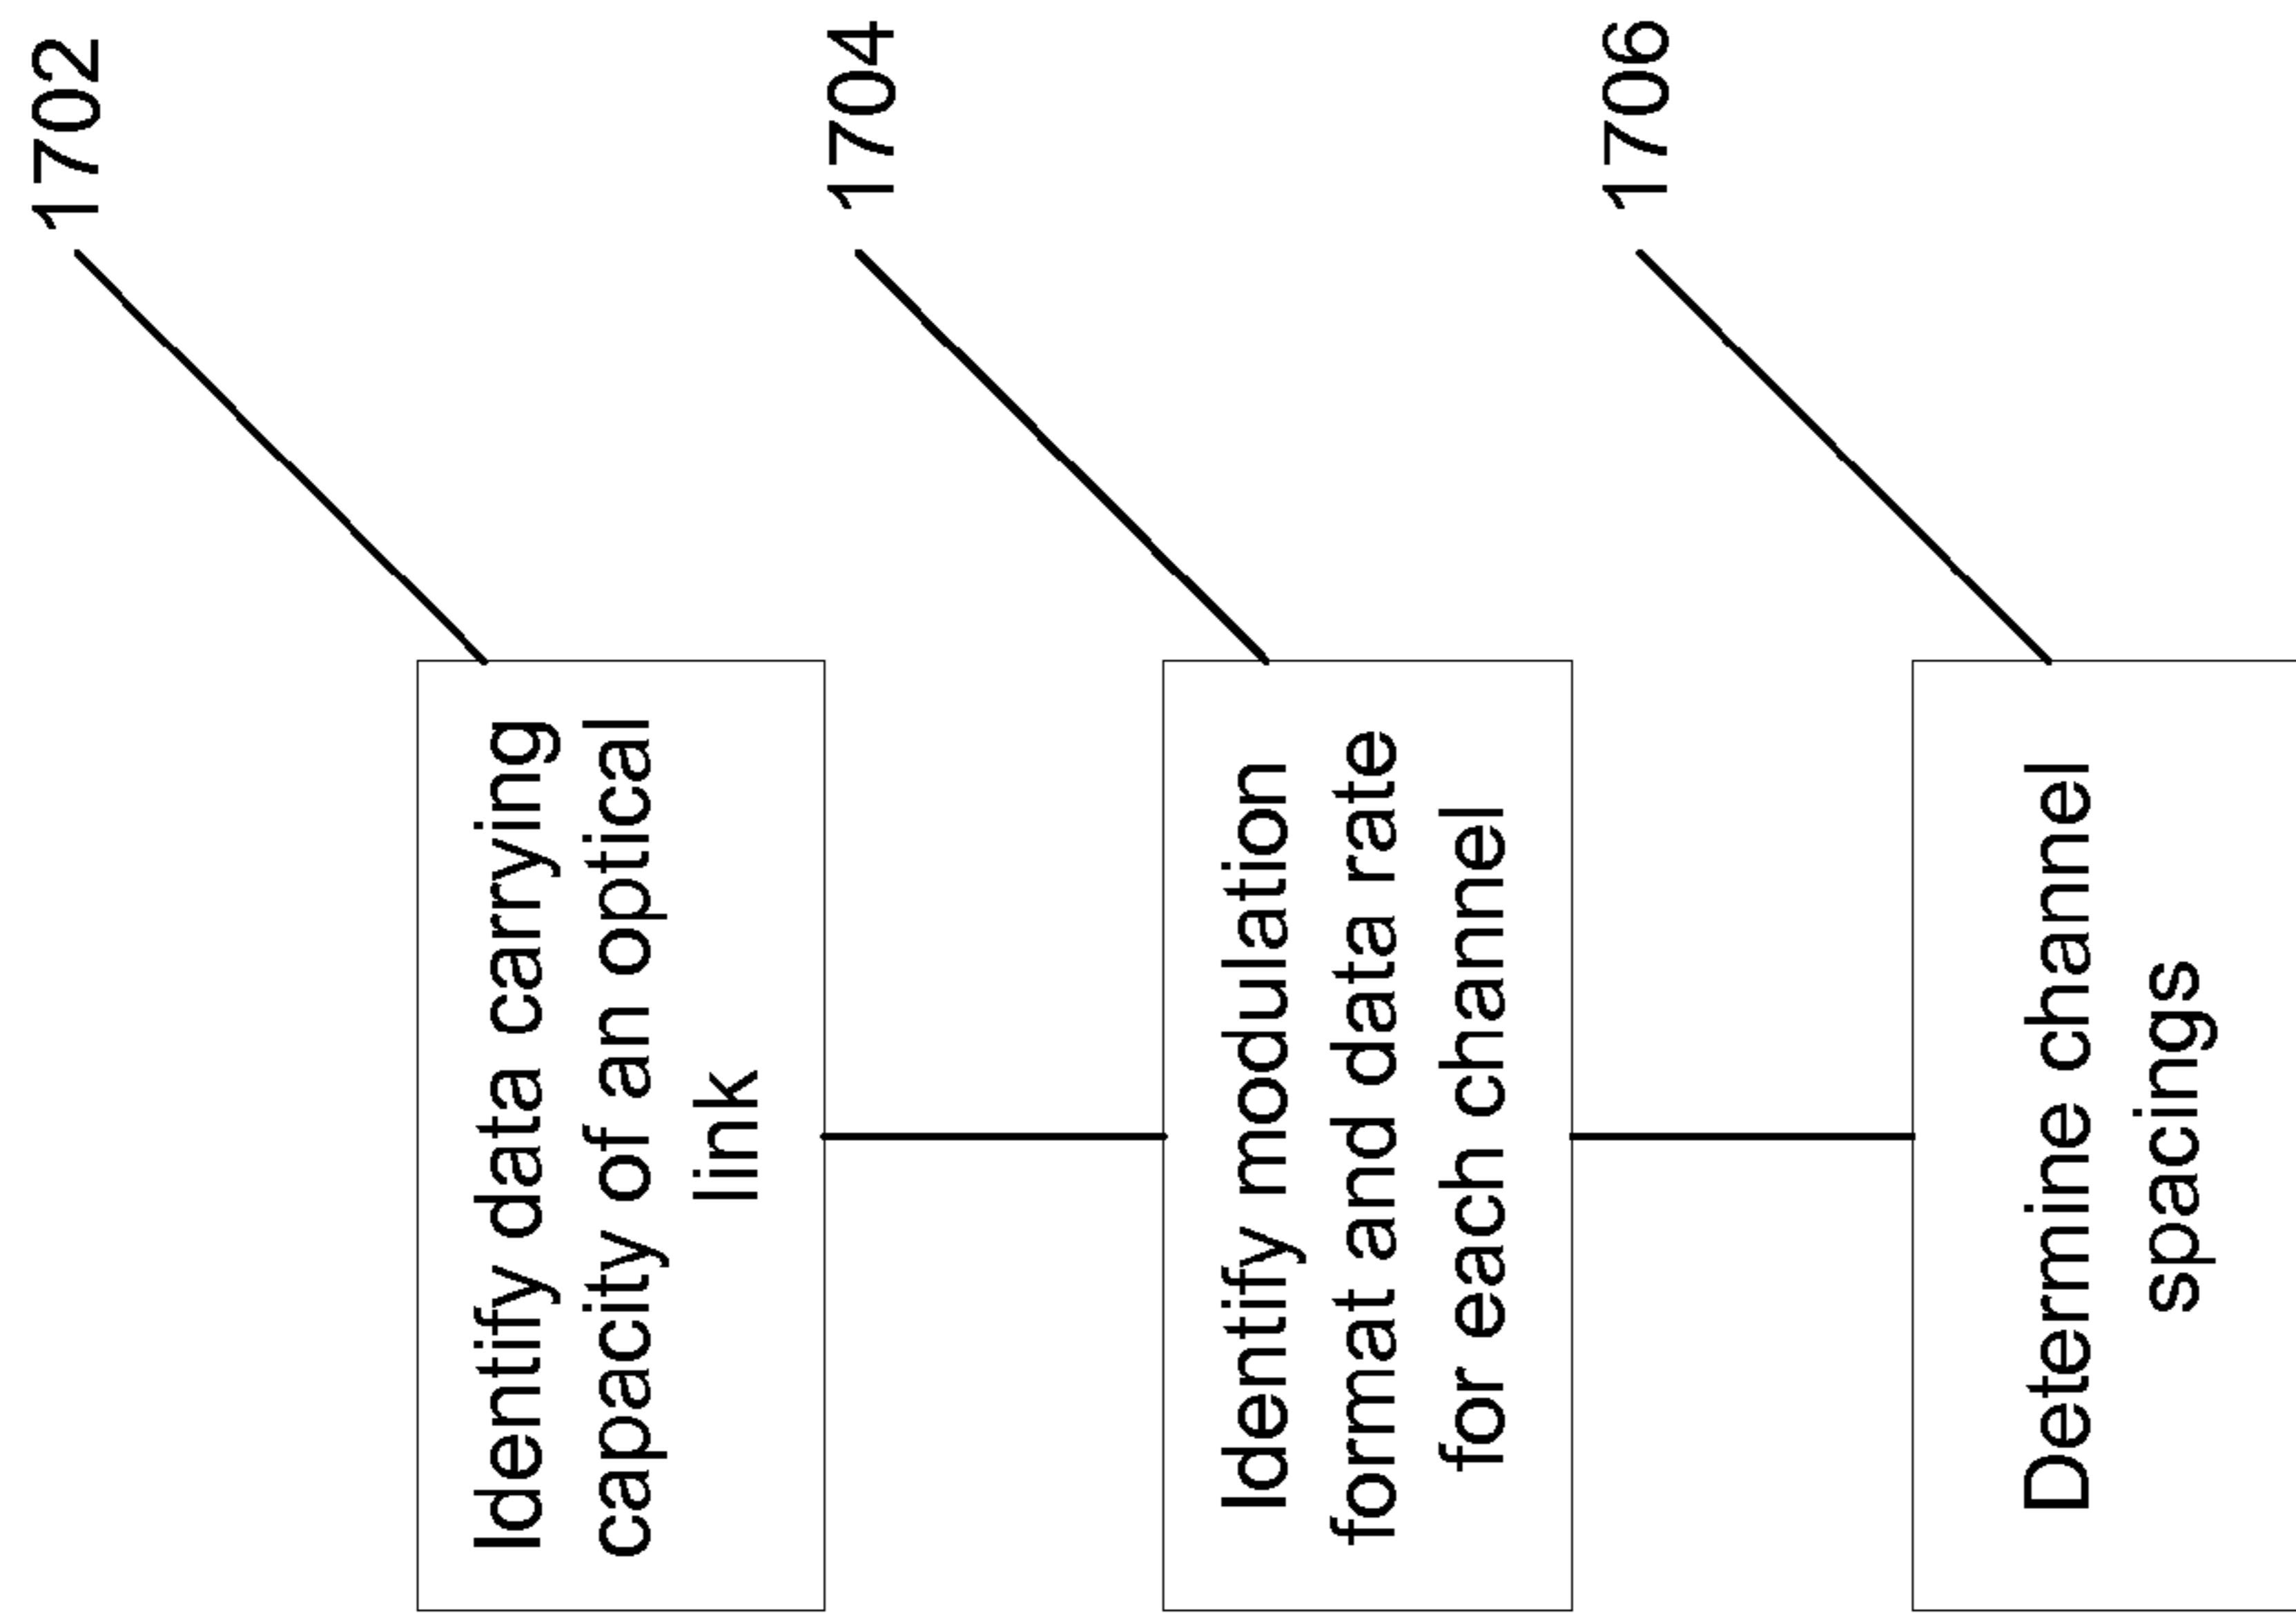 1702
Identify data carrying
capacity of an optical
link
1704
Identify modulation
format and data rate
for each channel
1706
Determine channel
spacings